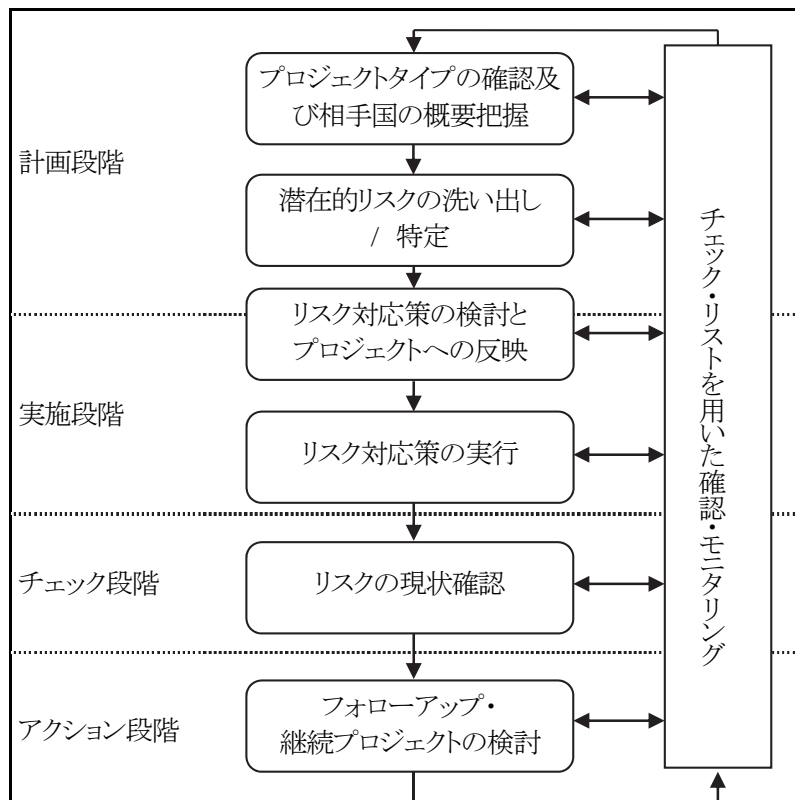 計画段階
プロジェクトタイプの確認及
び相手国の概要把握
潜在的リスクの洗い出し
/ 特定
リスク対応策の検討と
プロジェクトへの反映
実施段階
リスク対応策の実行
チェック段階
リスクの現状確認
アクション段階
フォローアップ・
継続プロジェクトの検討
チェック・リストを用いた確認・モニタリング